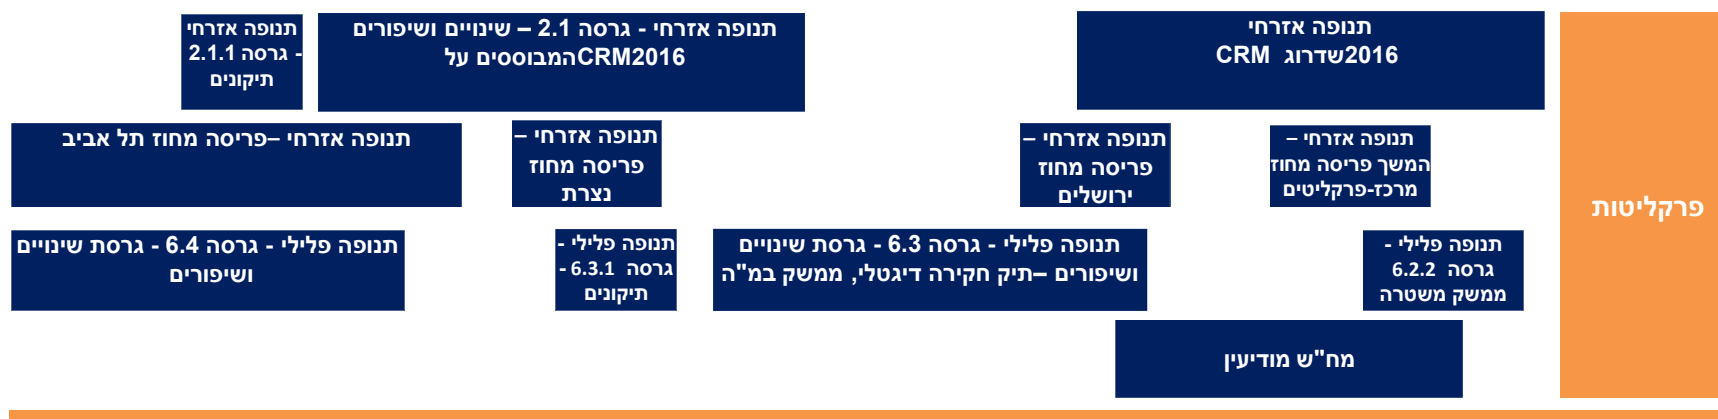 פרקליטות
תנופה אזרחי
שדרוג CRM 2016
תנופה אזרחי - גרסה 2.1 – שינויים ושיפורים
המבוססים על CRM2016
תנופה אזרחי
- גרסה 2.1.1
תיקונים
תנופה אזרחי –
המשך פריסה מחוז
מרכז-פרקליטים
תנופה אזרחי –
פריסה מחוז
ירושלים
תנופה אזרחי –
פריסה מחוז
נצרת
תנופה אזרחי –פריסה מחוז תל אביב
תנופה פלילי -
גרסה 6.2.2
ממשק משטרה
תנופה פלילי - גרסה 6.3 - גרסת שינויים
ושיפורים –תיק חקירה דיגטלי, ממשק במ"ה
תנופה פלילי -
גרסה 6.3.1 -
תיקונים
תנופה פלילי - גרסה 6.4 - גרסת שינויים
ושיפורים
מח"ש מודיעין